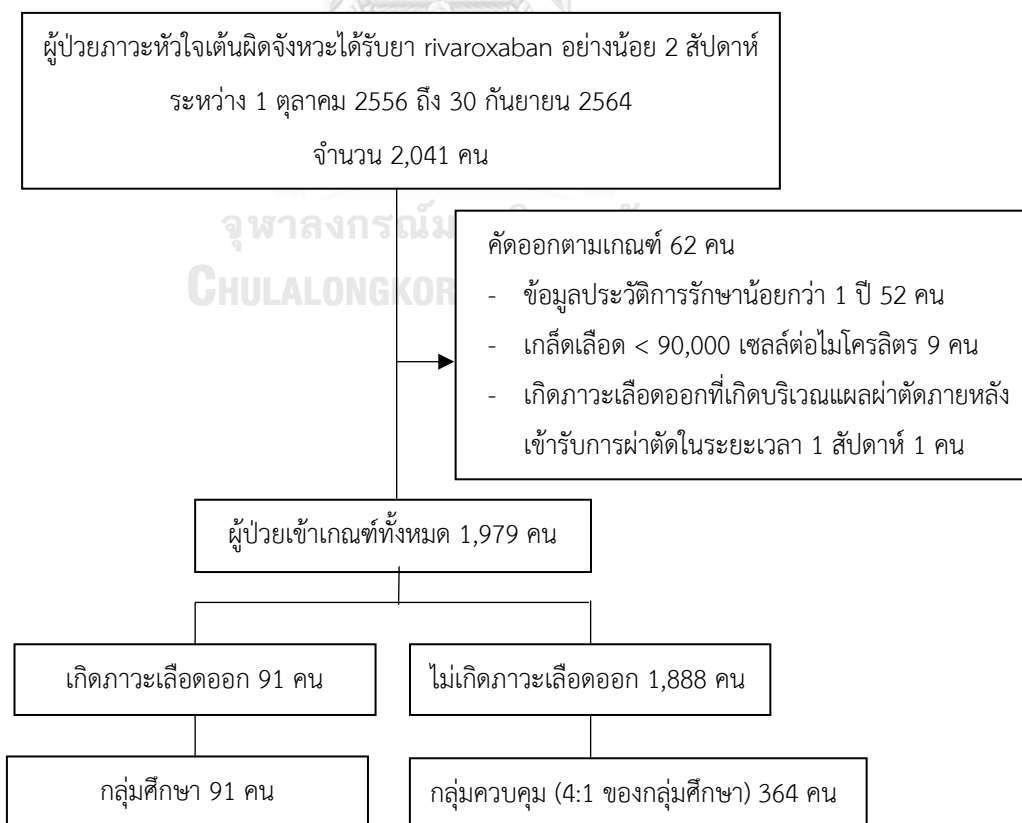 ผู้ป่วยภาวะหัวใจเต้นผิดจังหวะได้รับยา rivaroxaban อย่างน้อย 2 สัปดาห์
ระหว่าง 1 ตุลาคม 2556 ถึง 30 กันยายน 2564
จำนวน 2,041 คน
จุฬาลงกรณ์ม
CHULALONGKOR
คัดออกตามเกณฑ์ 62 คน
- ข้อมูลประวัติการรักษาน้อยกว่า 1 ปี 52 คน
- เกล็ดเลือด < 90,000 เซลล์ต่อไมโครลิตร 9 คน
- เกิดภาวะเลือดออกที่เกิดบริเวณแผลผ่าตัดภายหลัง
เข้ารับการผ่าตัดในระยะเวลา 1 สัปดาห์ 1 คน
ผู้ป่วยเข้าเกณฑ์ทั้งหมด 1,979 คน
เกิดภาวะเลือดออก 91 คน
ไม่เกิดภาวะเลือดออก 1,888 คน
กลุ่มศึกษา 91 คน
กลุ่มควบคุม (4:1 ของกลุ่มศึกษา) 364 คน